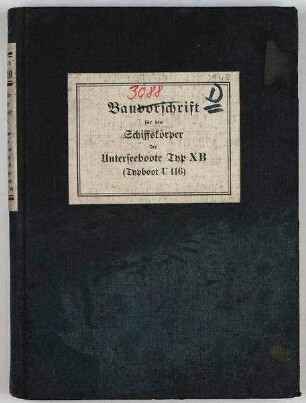 3088
D
Bauvorschrift
für den
Schiffskörper
der
Unterseeboote Typ XB
(Typboot U 116)